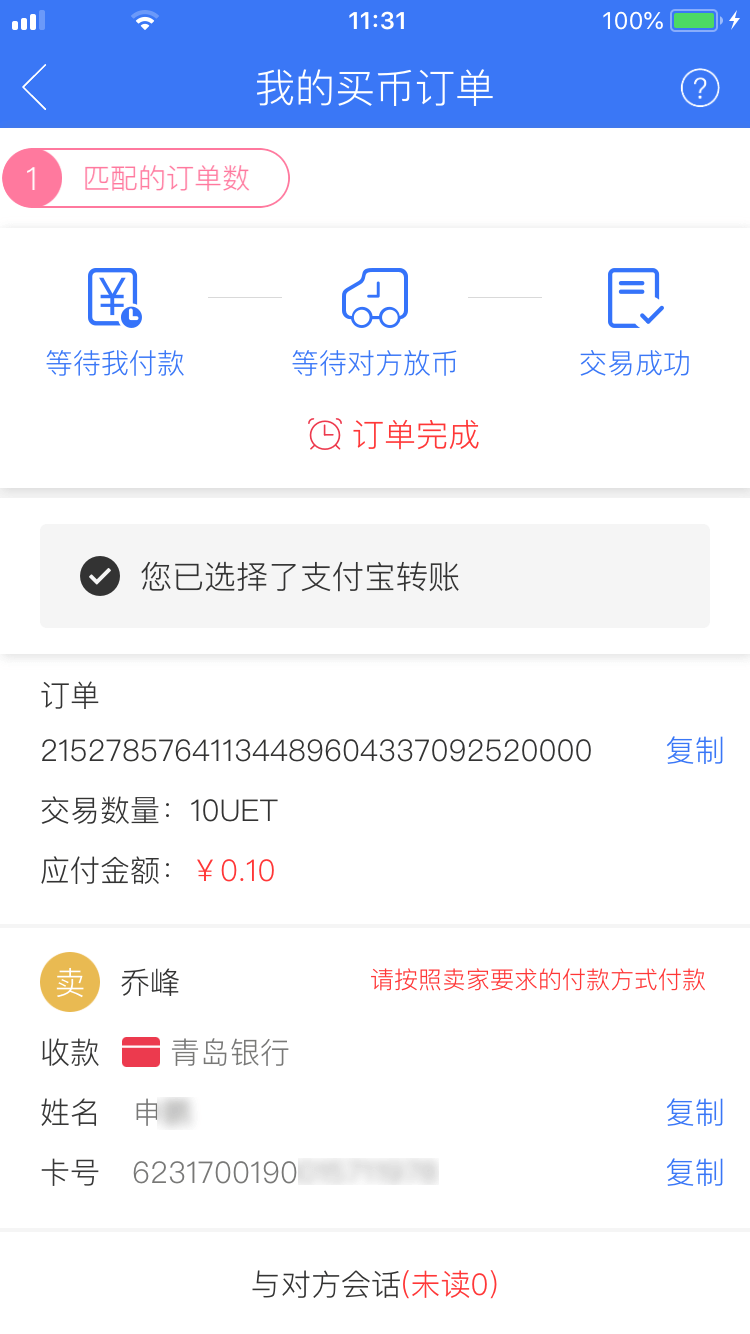 11:31
100%
我的买币订单
?
1 匹配的订单数
等待我付款 等待对方放币 交易成功
订单完成
您已选择了支付宝转账
订单
21527857641134489604337092520000 复制
交易数量：10UET
应付金额：￥0.10
卖 乔峰 请按照卖家要求的付款方式付款
收款 青岛银行
姓名 申 复制
卡号 6231700190 复制
与对方会话(未读0)